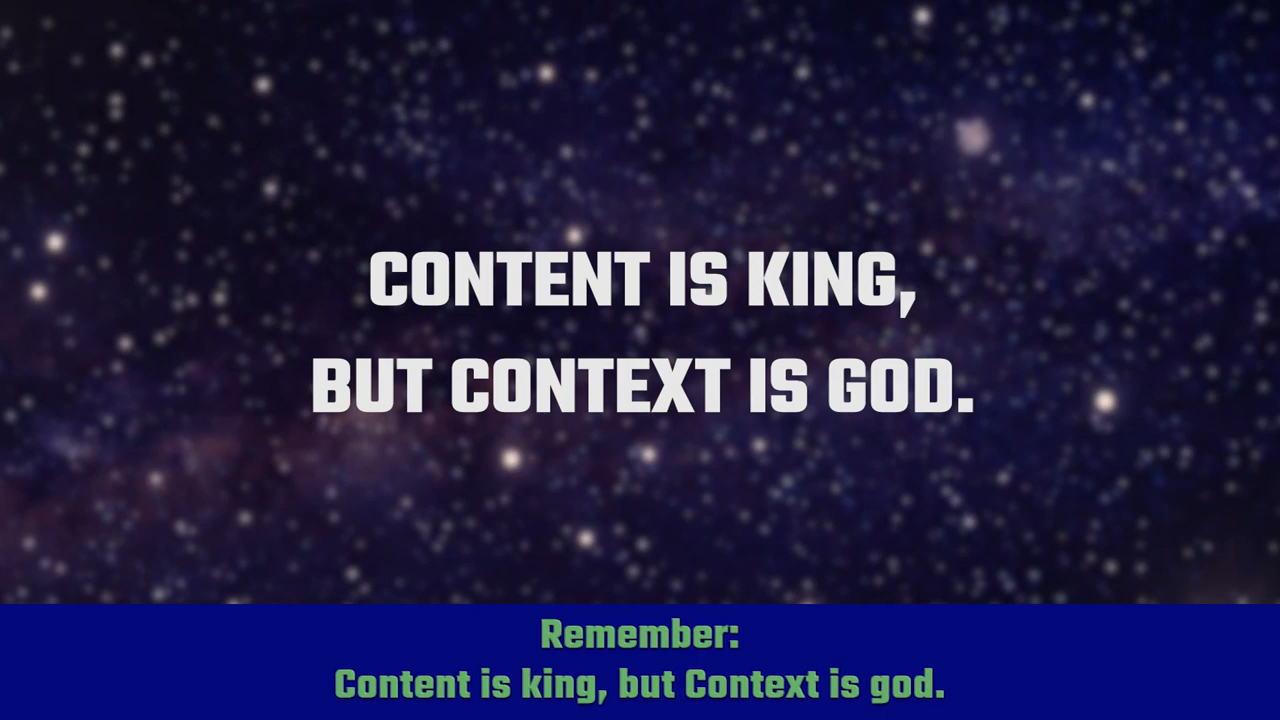 CONTENT IS KING,
BUT CONTEXT IS GOD.
Remember:
Content is king, but Context is god.